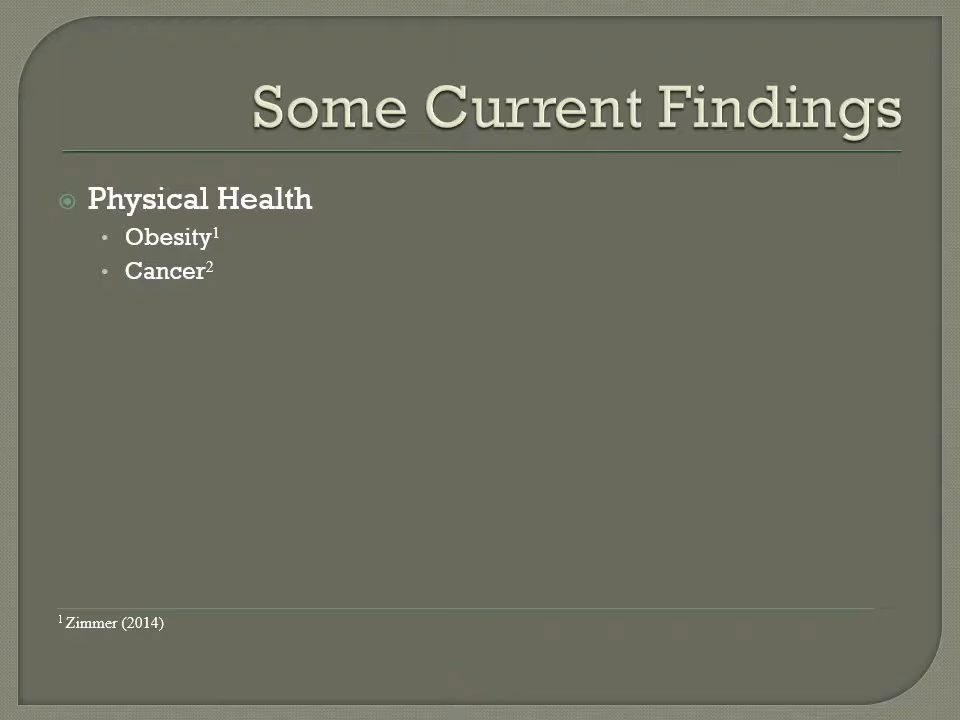 Some Current Findings
Physical Health
• Obesity¹
• Cancer²
¹ Zimmer (2014)